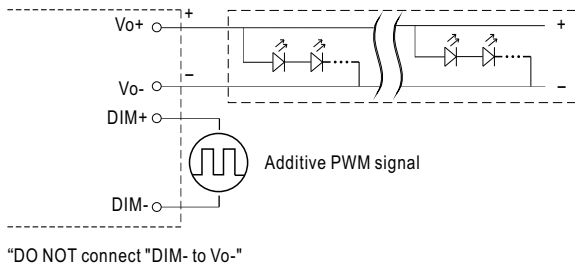 Vo+
+
+
Vo-
–
–
DIM+
Additive PWM signal
DIM-
“DO NOT connect "DIM- to Vo-"